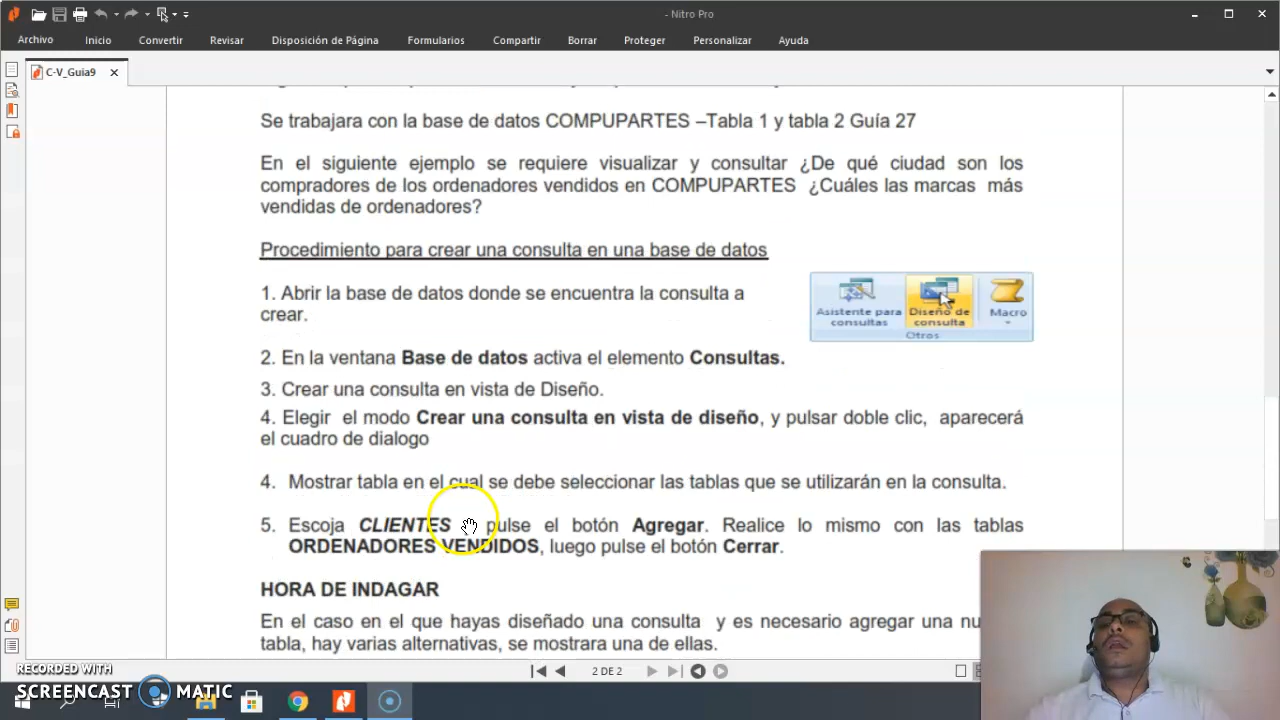 - Nitro Pro
Archivo Inicio Convertir Revisar Disposición de Página Formularios Compartir Borrar Proteger Personalizar Ayuda
C-V_Guia9
Se trabajara con la base de datos COMPUPARTES –Tabla 1 y tabla 2 Guía 27
En el siguiente ejemplo se requiere visualizar y consultar ¿De qué ciudad son los
compradores de los ordenadores vendidos en COMPUPARTES ¿Cuáles las marcas más
vendidas de ordenadores?
Procedimiento para crear una consulta en una base de datos
1. Abrir la base de datos donde se encuentra la consulta a
crear.
Asistente para consultas
Diseño de consulta
Macro
Otros
2. En la ventana Base de datos activa el elemento Consultas.
3. Crear una consulta en vista de Diseño.
4. Elegir el modo Crear una consulta en vista de diseño, y pulsar doble clic, aparecerá
el cuadro de dialogo
4. Mostrar tabla en el cual se debe seleccionar las tablas que se utilizarán en la consulta.
5. Escoja CLIENTES pulse el botón Agregar. Realice lo mismo con las tablas
ORDENADORES VENDIDOS, luego pulse el botón Cerrar.
HORA DE INDAGAR
En el caso en el que hayas diseñado una consulta y es necesario agregar una
tabla, hay varias alternativas, se mostrara una de ellas.
2 DE 2
RECORDED WITH
SCREENCAST MATIC